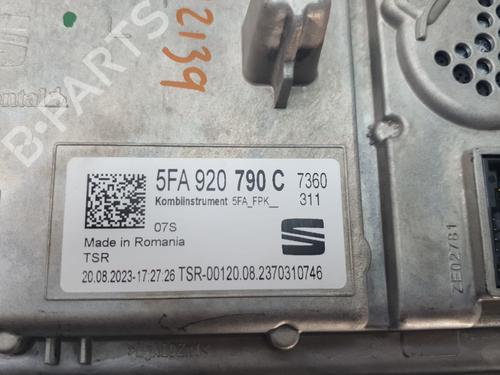 2139
5FA 920 790 C 7360
Kombiinstrument 5FA_FPK__ 311
07S
Made in Romania
TSR
20.08.2023-17:27:26 TSR-00120.08.2370310746
ZE02781
B-PARTS